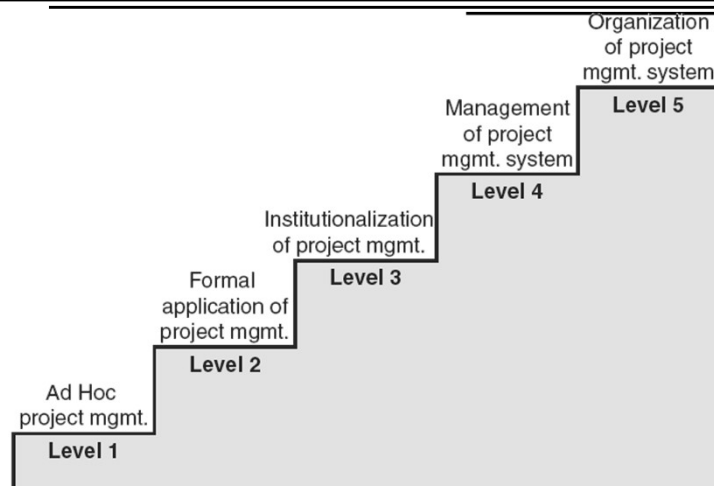 Organization
of project
mgmt. system
Level 5
Management
of project
mgmt. system
Level 4
Institutionalization
of project mgmt.
Level 3
Formal
application of
project mgmt.
Level 2
Ad Hoc
project mgmt.
Level 1